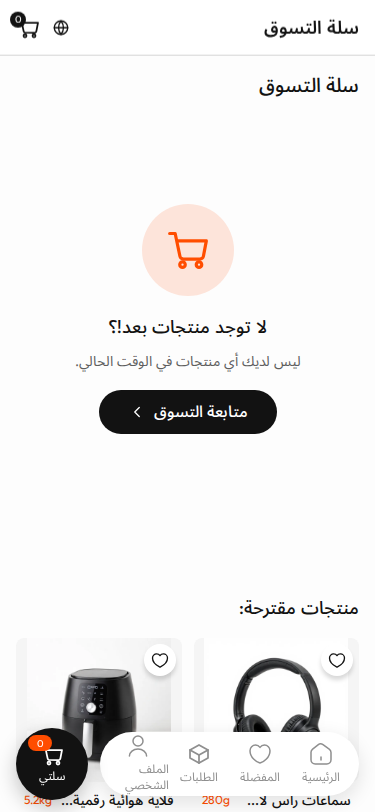 سلة التسوق
0
سلة التسوق
لا توجد منتجات بعد!؟
ليس لديك أي منتجات في الوقت الحالي.
متابعة التسوق
منتجات مقترحة:
الرئيسية
المفضلة
الطلبات
الملف
الشخصي
0
سلتي
سماعات راس لا...
280g
قلاية هوائية رقمية...
5.2kg